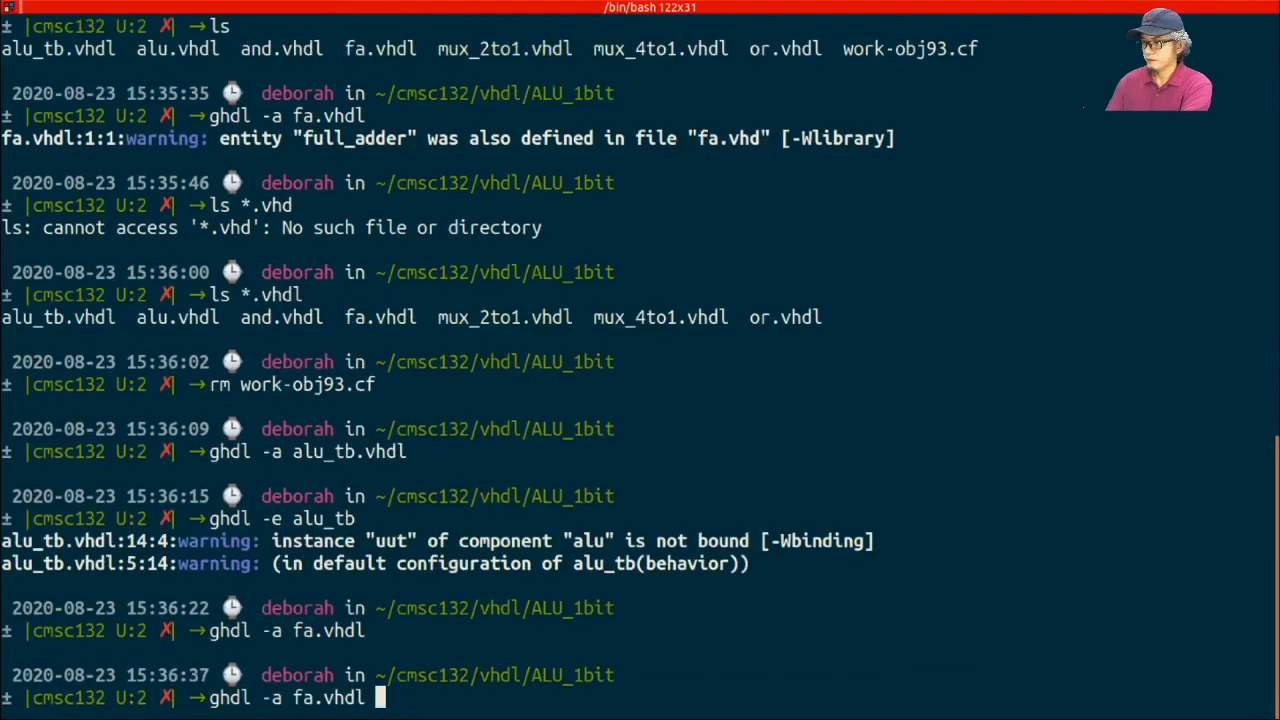 /bin/bash 122x31
± |cmsc132 U:2 ✗| →ls
alu_tb.vhdl alu.vhdl and.vhdl fa.vhdl mux_2to1.vhdl mux_4to1.vhdl or.vhdl work-obj93.cf
2020-08-23 15:35:35 ⌚ deborah in ~/cmsc132/vhdl/ALU_1bit
± |cmsc132 U:2 ✗| →ghdl -a fa.vhdl
fa.vhdl:1:1:warning: entity "full_adder" was also defined in file "fa.vhd" [-Wlibrary]
2020-08-23 15:35:46 ⌚ deborah in ~/cmsc132/vhdl/ALU_1bit
± |cmsc132 U:2 ✗| →ls *.vhd
ls: cannot access '*.vhd': No such file or directory
2020-08-23 15:36:00 ⌚ deborah in ~/cmsc132/vhdl/ALU_1bit
± |cmsc132 U:2 ✗| →ls *.vhdl
alu_tb.vhdl alu.vhdl and.vhdl fa.vhdl mux_2to1.vhdl mux_4to1.vhdl or.vhdl
2020-08-23 15:36:02 ⌚ deborah in ~/cmsc132/vhdl/ALU_1bit
± |cmsc132 U:2 ✗| →rm work-obj93.cf
2020-08-23 15:36:09 ⌚ deborah in ~/cmsc132/vhdl/ALU_1bit
± |cmsc132 U:2 ✗| →ghdl -a alu_tb.vhdl
2020-08-23 15:36:15 ⌚ deborah in ~/cmsc132/vhdl/ALU_1bit
± |cmsc132 U:2 ✗| →ghdl -e alu_tb
alu_tb.vhdl:14:4:warning: instance "uut" of component "alu" is not bound [-Wbinding]
alu_tb.vhdl:5:14:warning: (in default configuration of alu_tb(behavior))
2020-08-23 15:36:22 ⌚ deborah in ~/cmsc132/vhdl/ALU_1bit
± |cmsc132 U:2 ✗| →ghdl -a fa.vhdl
2020-08-23 15:36:37 ⌚ deborah in ~/cmsc132/vhdl/ALU_1bit
± |cmsc132 U:2 ✗| →ghdl -a fa.vhdl